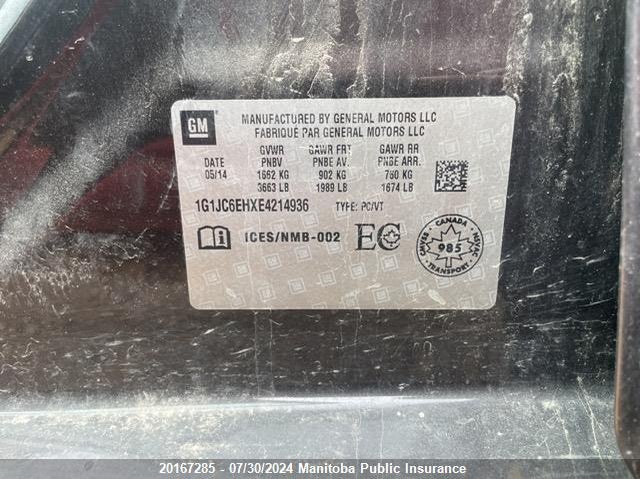 GM
MANUFACTURED BY GENERAL MOTORS LLC
FABRIQUÉ PAR GENERAL MOTORS LLC
GVWR GAWR FRT GAWR RR
DATE PNBV PNBE AV. PNBE ARR.
05/14 1662 KG 902 KG 760 KG
3663 LB 1989 LB 1674 LB
1G1JC6EHXE4214936 TYPE: PC/VT
ICES/NMB-002 EC
CANADA
985
TRANSPORT
20167285 - 07/30/2024 Manitoba Public Insurance